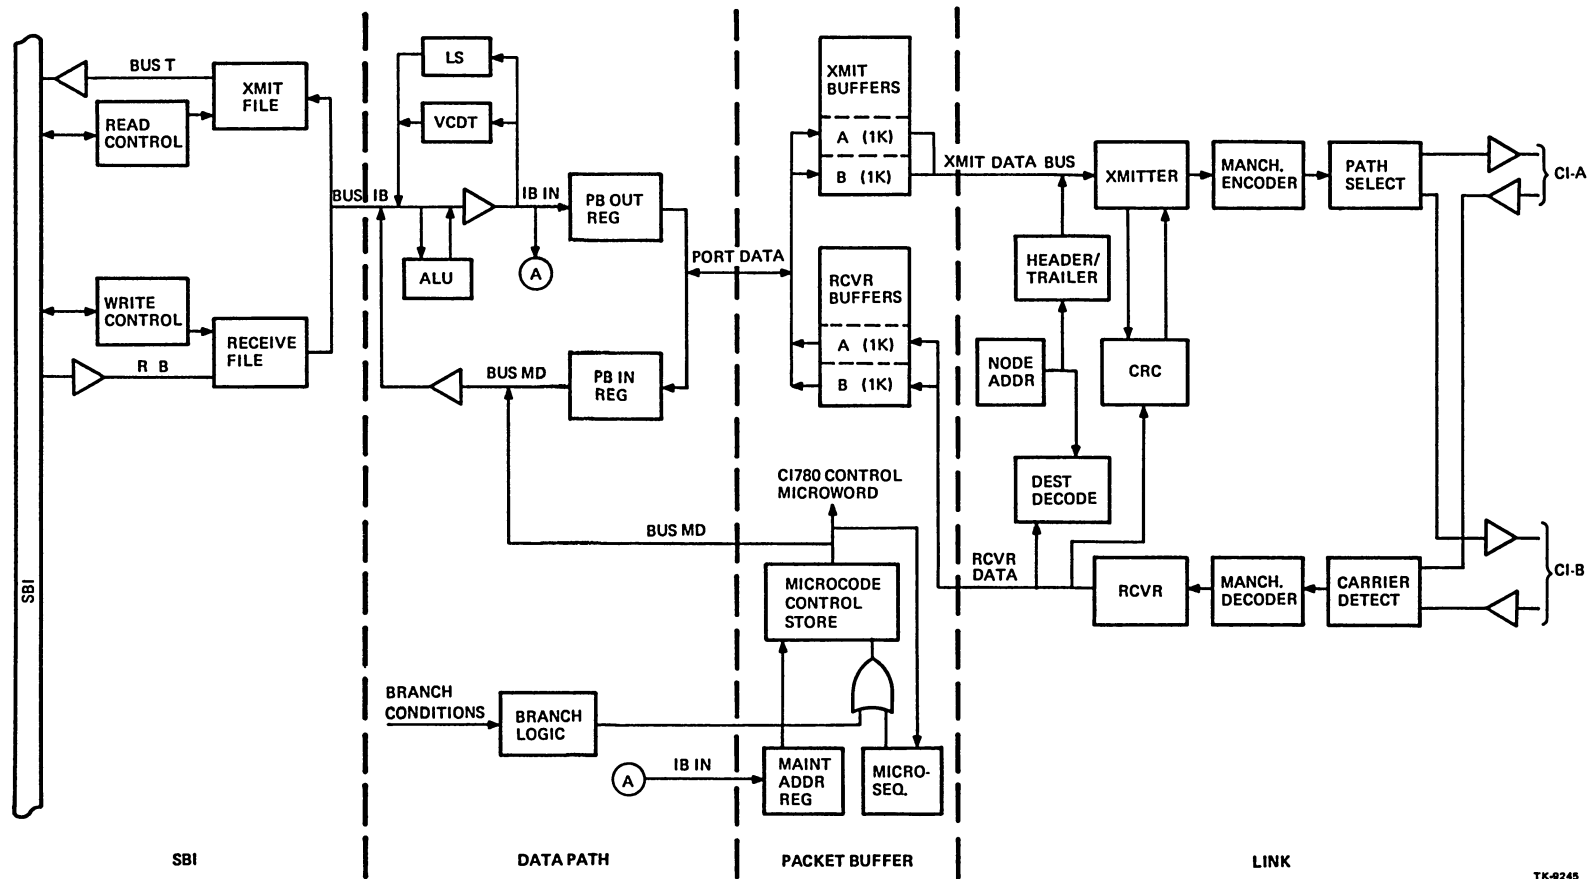 BUS T
XMIT
FILE
READ
CONTROL
WRITE
CONTROL
RECEIVE
FILE
R B
SBI
LS
VCDT
BUS IB
IB IN
ALU
A
PB OUT
REG
PORT DATA
BUS MD
PB IN
REG
XMIT
BUFFERS
A (1K)
B (1K)
RCVR
BUFFERS
A (1K)
B (1K)
XMIT DATA BUS
XMITTER
MANCH.
ENCODER
PATH
SELECT
CI-A
HEADER/
TRAILER
NODE
ADDR
CRC
DEST
DECODE
RCVR
DATA
RCVR
MANCH.
DECODER
CARRIER
DETECT
CI-B
CI780 CONTROL
MICROWORD
BUS MD
MICROCODE
CONTROL
STORE
BRANCH
CONDITIONS
BRANCH
LOGIC
A
IB IN
MAINT
ADDR
REG
MICRO-
SEQ.
SBI
DATA PATH
PACKET BUFFER
LINK
TK-9245